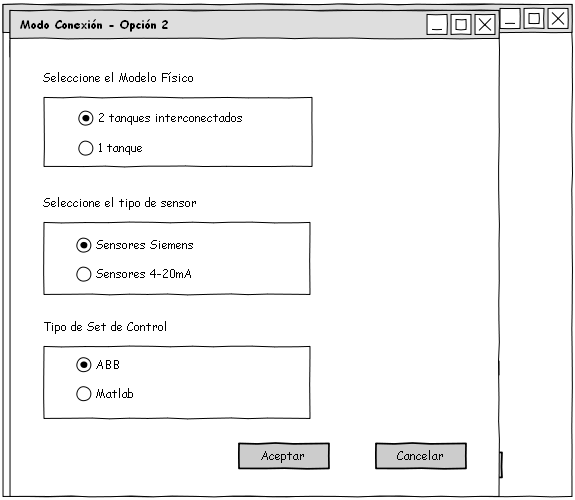 Modo Conexión - Opción 2
Seleccione el Modelo Físico
2 tanques interconectados
1 tanque
Seleccione el tipo de sensor
Sensores Siemens
Sensores 4-20mA
Tipo de Set de Control
ABB
Matlab
Aceptar Cancelar